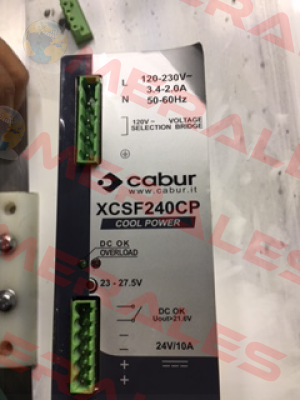 L 120-230V~
3.4-2.0A
N 50-60Hz
120V~ VOLTAGE
SELECTION BRIDGE
cabur
www.cabur.it
XCSF240CP
COOL POWER
DC OK
OVERLOAD
23 - 27.5V
DC OK
Uout>21.6V
24V/10A